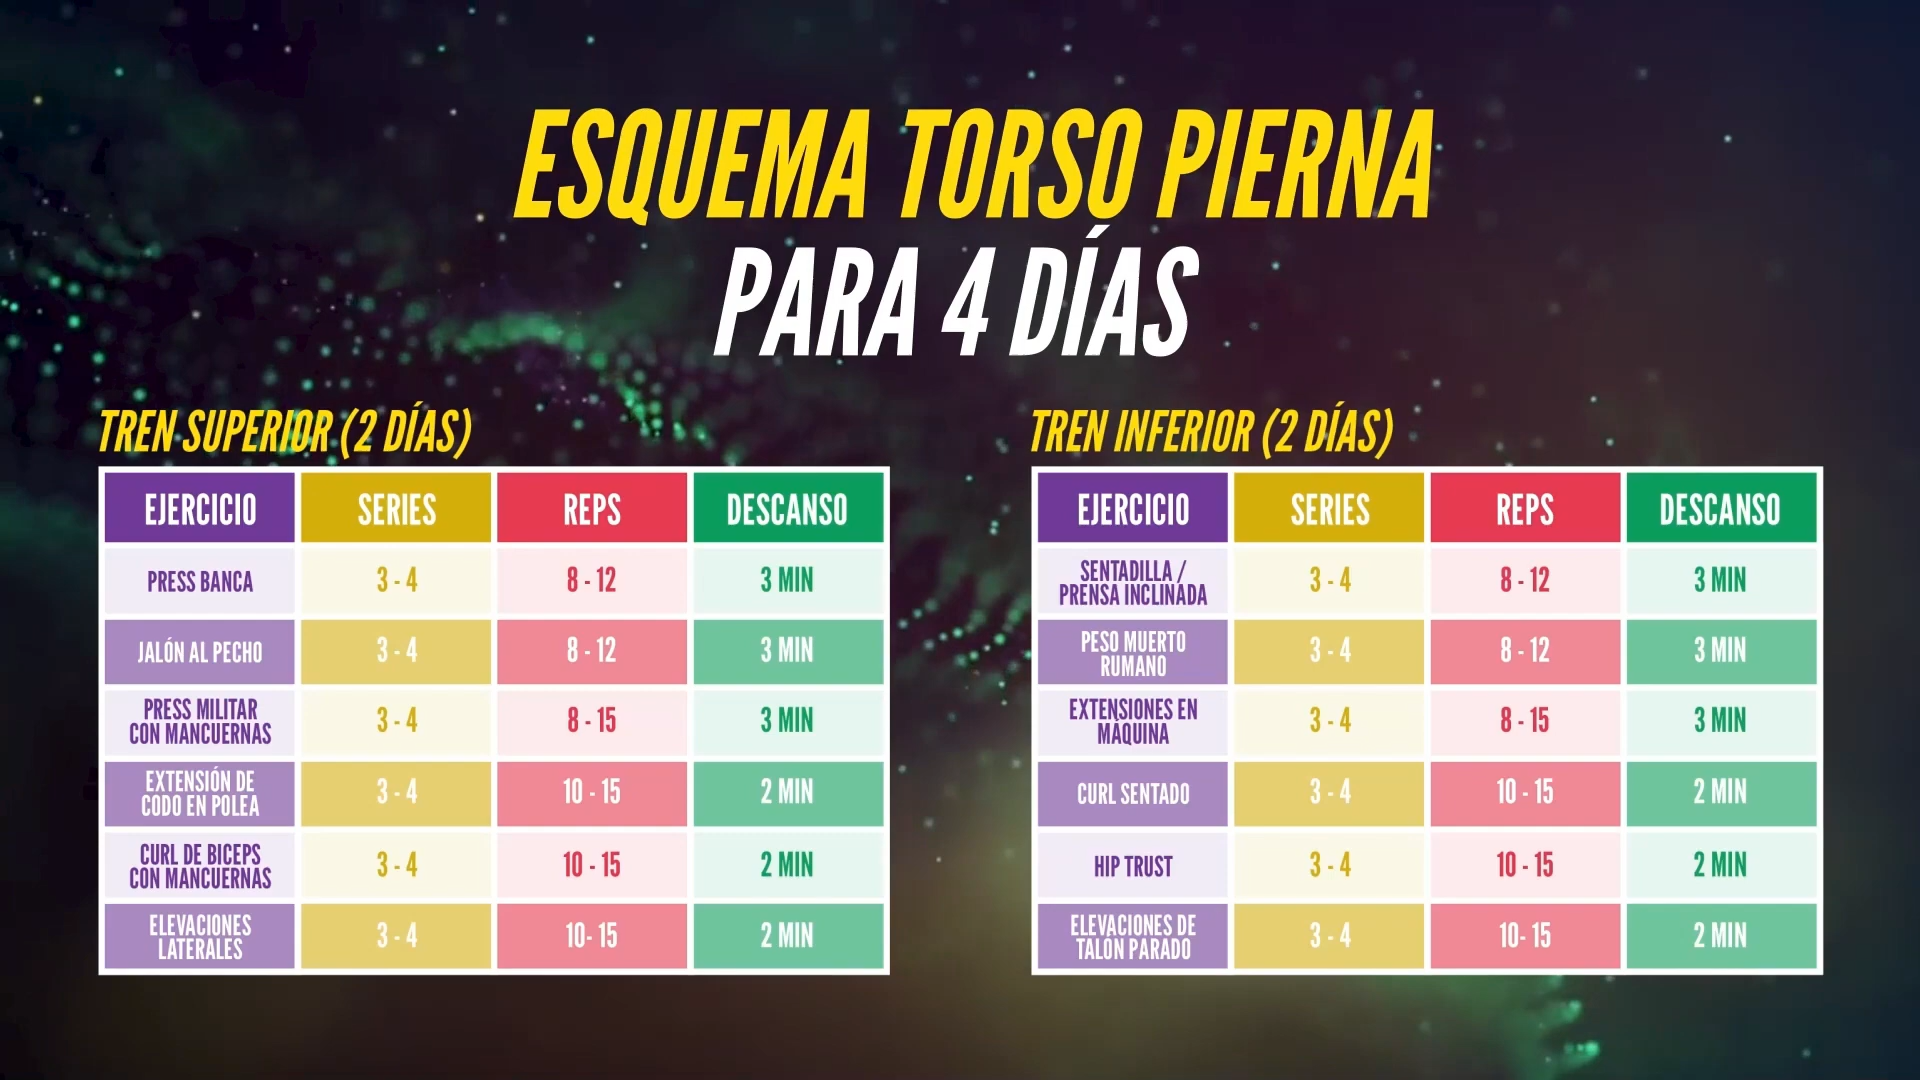 ESQUEMA TORSO PIERNA
PARA 4 DÍAS
TREN SUPERIOR (2 DÍAS)
EJERCICIO SERIES REPS DESCANSO
PRESS BANCA 3 - 4 8 - 12 3 MIN
JALÓN AL PECHO 3 - 4 8 - 12 3 MIN
PRESS MILITAR
CON MANCUERNAS 3 - 4 8 - 15 3 MIN
EXTENSIÓN DE
CODO EN POLEA 3 - 4 10 - 15 2 MIN
CURL DE BICEPS
CON MANCUERNAS 3 - 4 10 - 15 2 MIN
ELEVACIONES
LATERALES 3 - 4 10- 15 2 MIN
TREN INFERIOR (2 DÍAS)
EJERCICIO SERIES REPS DESCANSO
SENTADILLA /
PRENSA INCLINADA 3 - 4 8 - 12 3 MIN
PESO MUERTO
RUMANO 3 - 4 8 - 12 3 MIN
EXTENSIONES EN
MÁQUINA 3 - 4 8 - 15 3 MIN
CURL SENTADO 3 - 4 10 - 15 2 MIN
HIP TRUST 3 - 4 10 - 15 2 MIN
ELEVACIONES DE
TALÓN PARADO 3 - 4 10- 15 2 MIN